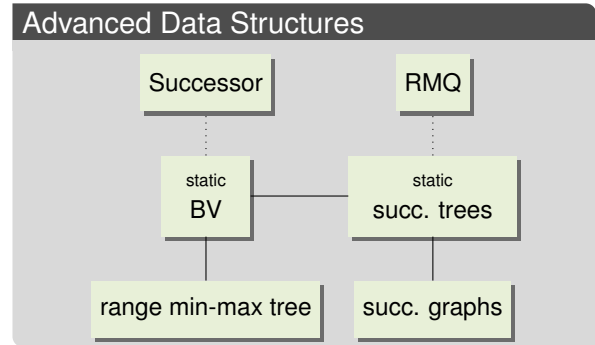 Advanced Data Structures
Successor
RMQ
static
BV
static
succ. trees
range min-max tree
succ. graphs